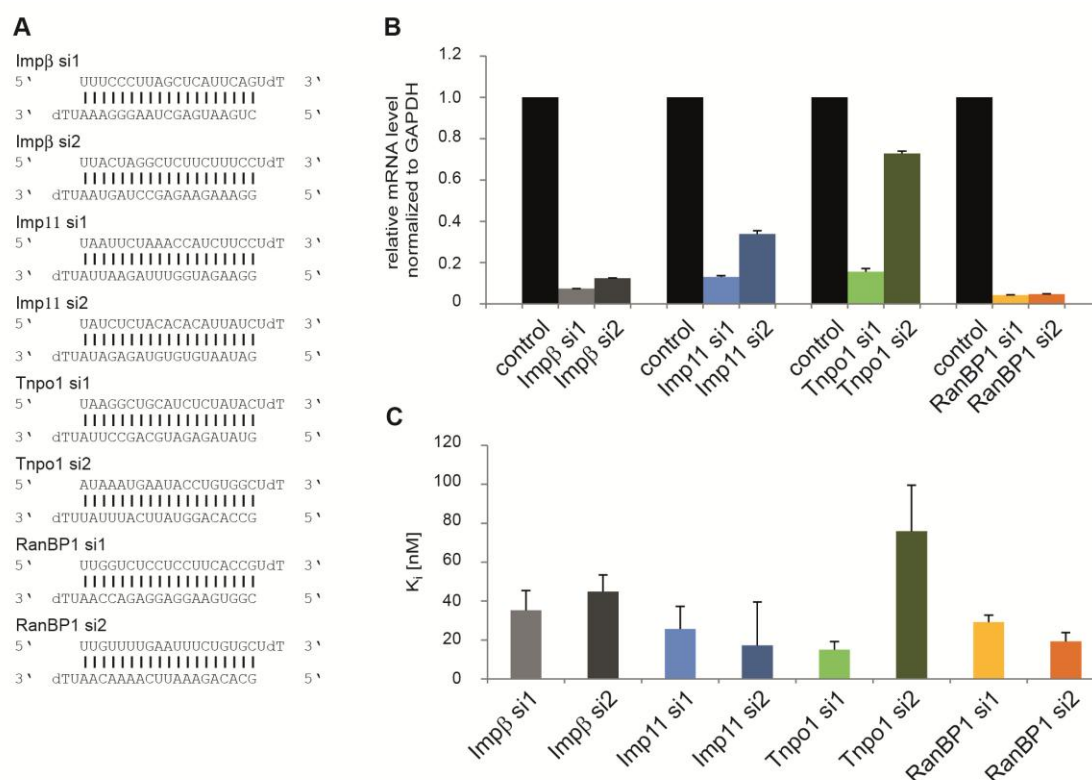 A
Impβ si1
5‵ UUUCCCUUAGCUCAUUCAGUdT 3‵
3‵ dTUAAAGGGAAUCGAGUAAGUC 5‵
Impβ si2
5‵ UUACUAGGCUCUUCUUUCCUdT 3‵
3‵ dTUAAUGAUCCGAGAAGAAAGG 5‵
Imp11 si1
5‵ UAAUUCUAAACCAUCUUCCUdT 3‵
3‵ dTUAUUAAGAUUUGGUAGAAGG 5‵
Imp11 si2
5‵ UAUCUCUACACACAUUAUCUdT 3‵
3‵ dTUAUAGAGAUGUGUGUAAUAG 5‵
Tnpo1 si1
5‵ UAAGGCUGCAUCUCUAUACUdT 3‵
3‵ dTUAUUCCGACGUAGAGAUAUG 5‵
Tnpo1 si2
5‵ AUAAAUGAAUACCUGUGGCUdT 3‵
3‵ dTUUAUUUACUUAUGGACACCG 5‵
RanBP1 si1
5‵ UUGGUCUCCUCCUUCACCGUdT 3‵
3‵ dTUAACCAGAGGAGGAAGUGGC 5‵
RanBP1 si2
5‵ UUGUUUUGAAUUUCUGUGCUdT 3‵
3‵ dTUAACAAAACUUAAAGACACG 5‵
B
relative mRNA level
normalized to GAPDH
1.2
1.0
0.8
0.6
0.4
0.2
0
control
Impβ si1
Impβ si2
control
Imp11 si1
Imp11 si2
control
Tnpo1 si1
Tnpo1 si2
control
RanBP1 si1
RanBP1 si2
C
K<sub>i</sub> [nM]
120
100
80
60
40
20
0
Impβ si1
Impβ si2
Imp11 si1
Imp11 si2
Tnpo1 si1
Tnpo1 si2
RanBP1 si1
RanBP1 si2